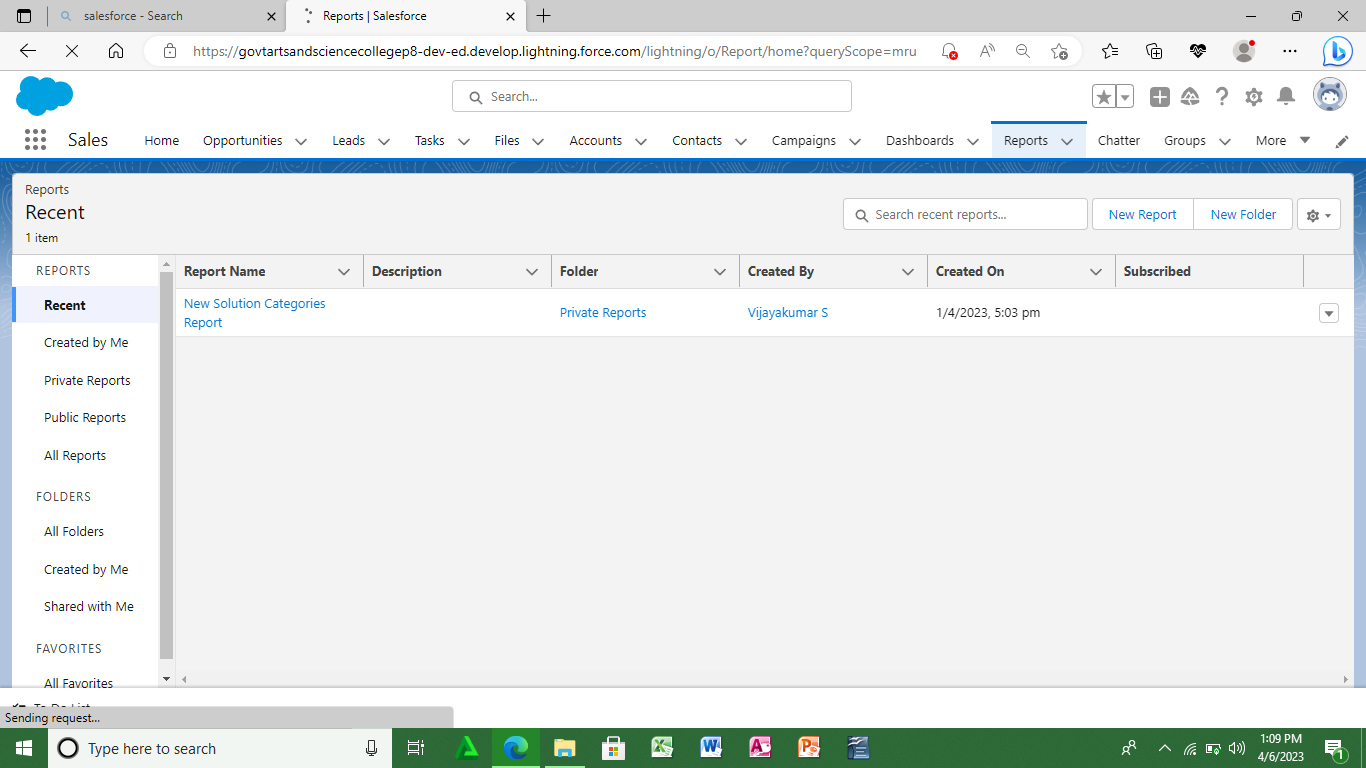 salesforce - Search
Reports | Salesforce
https://govtartsandsciencecollegep8-dev-ed.develop.lightning.force.com/lightning/o/Report/home?queryScope=mru
Search...
Sales
Home
Opportunities
Leads
Tasks
Files
Accounts
Contacts
Campaigns
Dashboards
Reports
Chatter
Groups
More
Reports
Recent
1 item
Search recent reports...
New Report
New Folder
REPORTS
Recent
Created by Me
Private Reports
Public Reports
All Reports
FOLDERS
All Folders
Created by Me
Shared with Me
FAVORITES
All Favorites
Report Name
Description
Folder
Created By
Created On
Subscribed
New Solution Categories
Report
Private Reports
Vijayakumar S
1/4/2023, 5:03 pm
To Do List
Sending request...
Type here to search
1:09 PM
4/6/2023
1